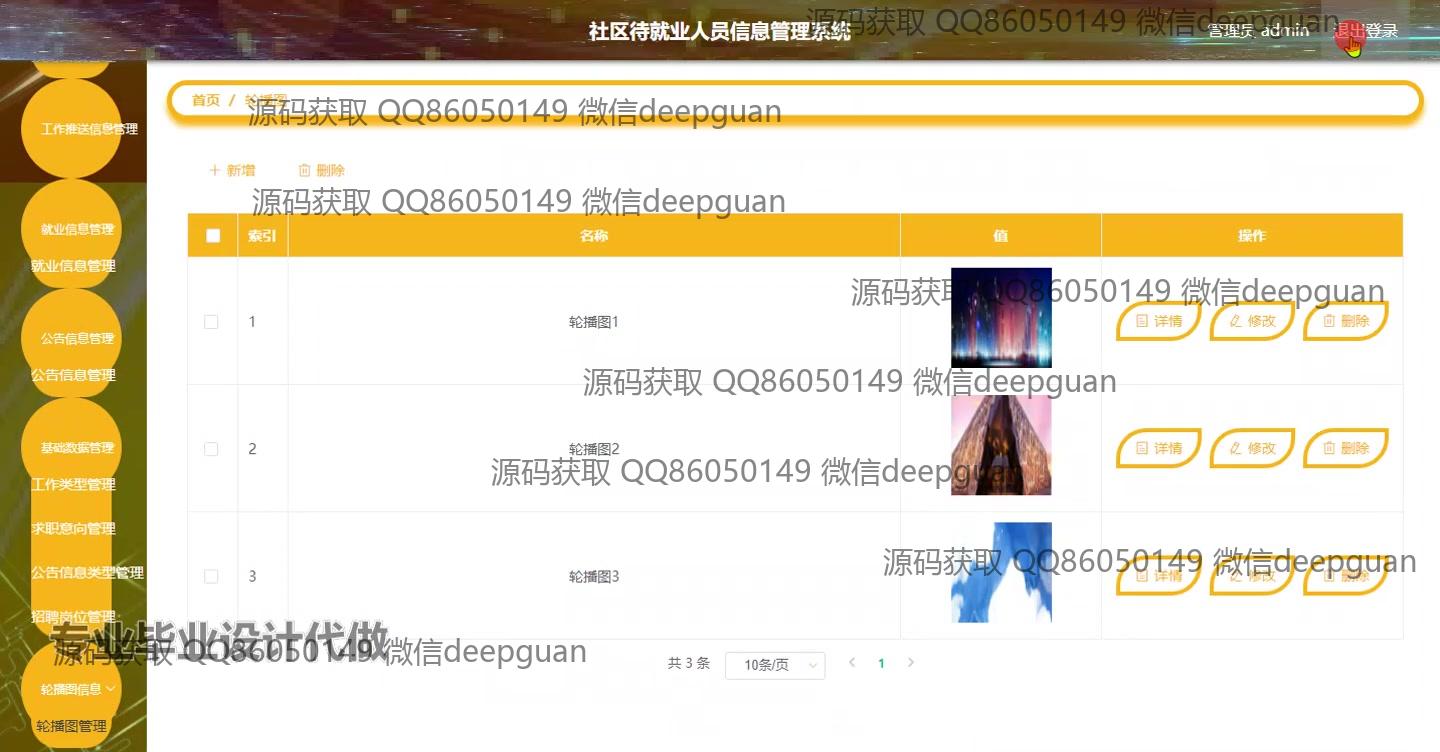 社区待就业人员信息管理系统
源码获取 QQ86050149 微信deepguan
管理员 admin
退出登录
首页 / 轮播图
源码获取 QQ86050149 微信deepguan
工作推送信息管理
新增
删除
源码获取 QQ86050149 微信deepguan
就业信息管理
就业信息管理
公告信息管理
公告信息管理
基础数据管理
工作类型管理
求职意向管理
公告信息类型管理
招聘岗位管理
轮播图信息
轮播图管理
索引 名称 值 操作
源码获取 QQ86050149 微信deepguan
1 轮播图1 详情 修改 删除
源码获取 QQ86050149 微信deepguan
2 轮播图2 详情 修改 删除
源码获取 QQ86050149 微信deepguan
源码获取 QQ86050149 微信deepguan
3 轮播图3 详情 修改 删除
专业毕业设计代做
源码获取 QQ86050149 微信deepguan
共 3 条 10条/页 1